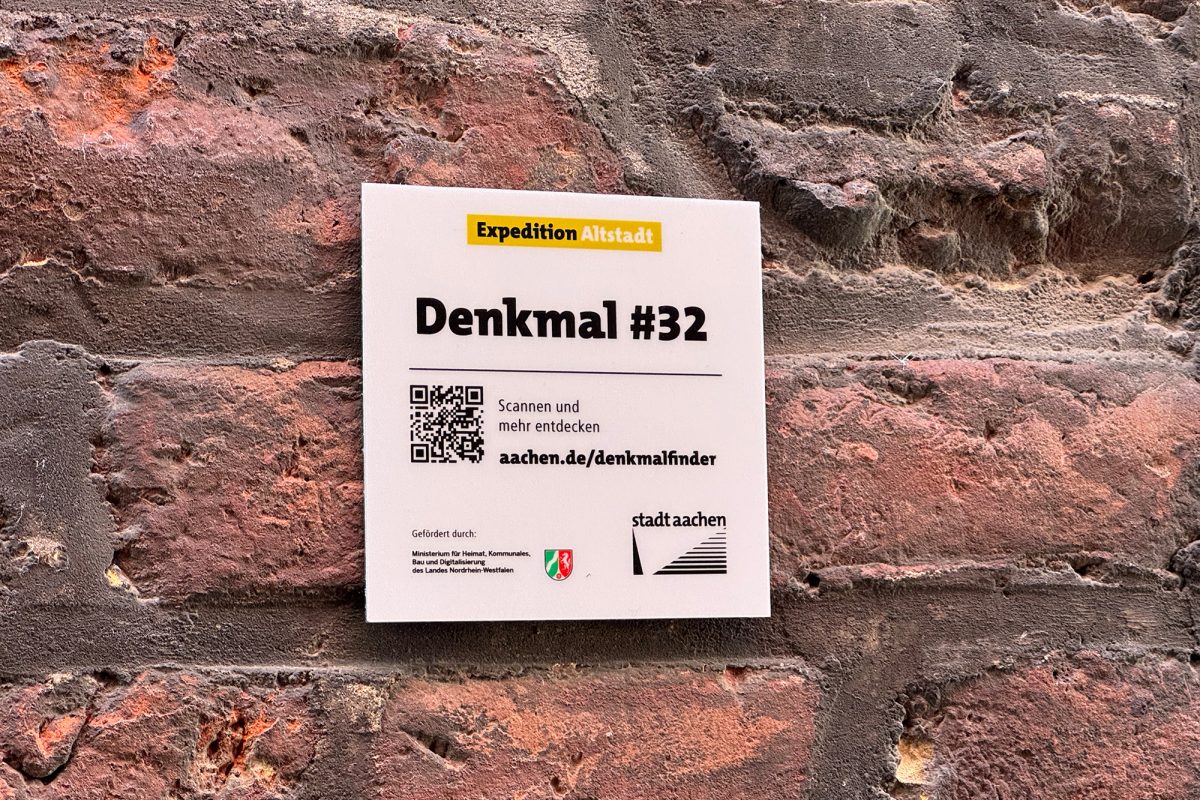 Expedition Altstadt
Denkmal #32
Scannen und
mehr entdecken
aachen.de/denkmalfinder
Gefördert durch:
Ministerium für Heimat, Kommunales,
Bau und Digitalisierung
des Landes Nordrhein-Westfalen
stadt aachen